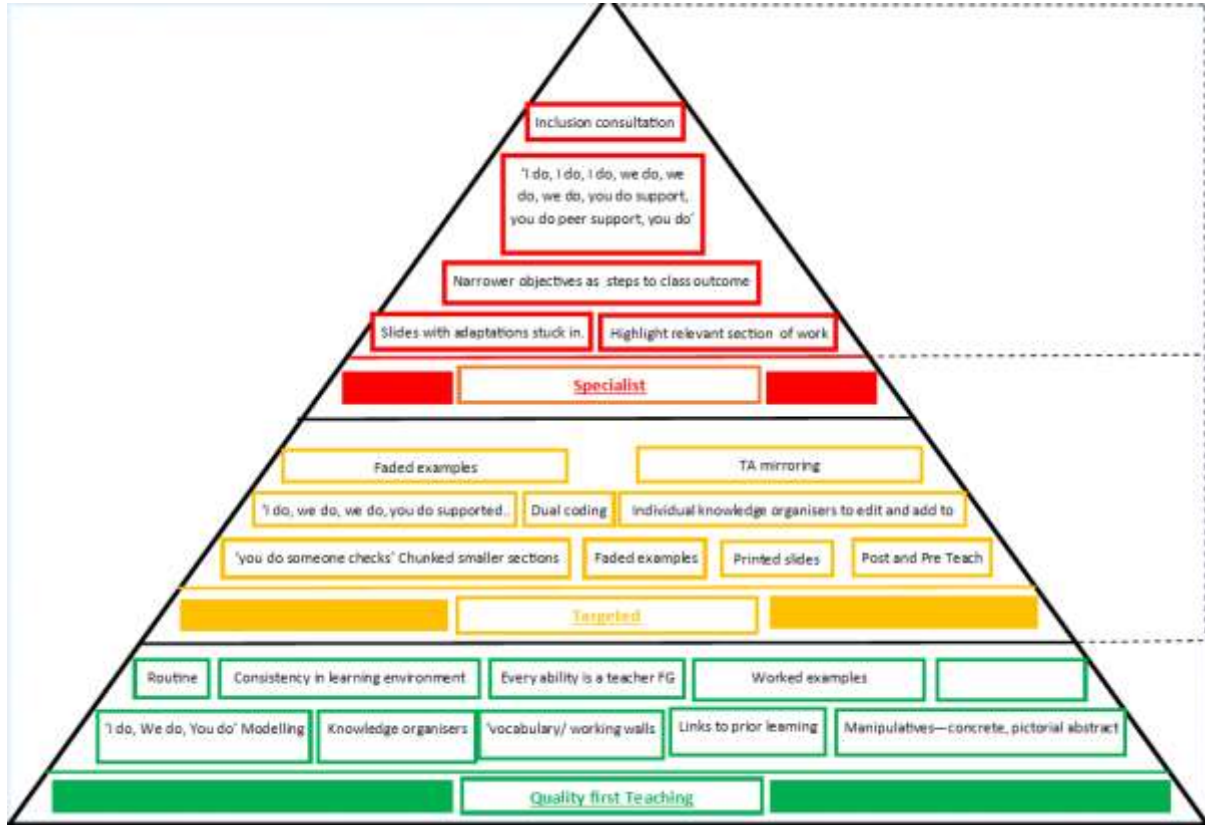 Inclusion consultation
'I do, I do, I do, we do, we
do, we do, you do support,
you do peer support, you do'
Narrower objectives as steps to class outcome
Slides with adaptations stuck in.
Highlight relevant section of work
Specialist
Faded examples
TA mirroring
'I do, we do, we do, you do supported..
Dual coding
Individual knowledge organisers to edit and add to
'you do someone checks' Chunked smaller sections
Faded examples
Printed slides
Post and Pre Teach
Targeted
Routine
Consistency in learning environment
Every ability is a teacher FG
Worked examples
'I do, We do, You do' Modelling
Knowledge organisers
'vocabulary/ working walls
Links to prior learning
Manipulatives—concrete, pictorial abstract
Quality first Teaching